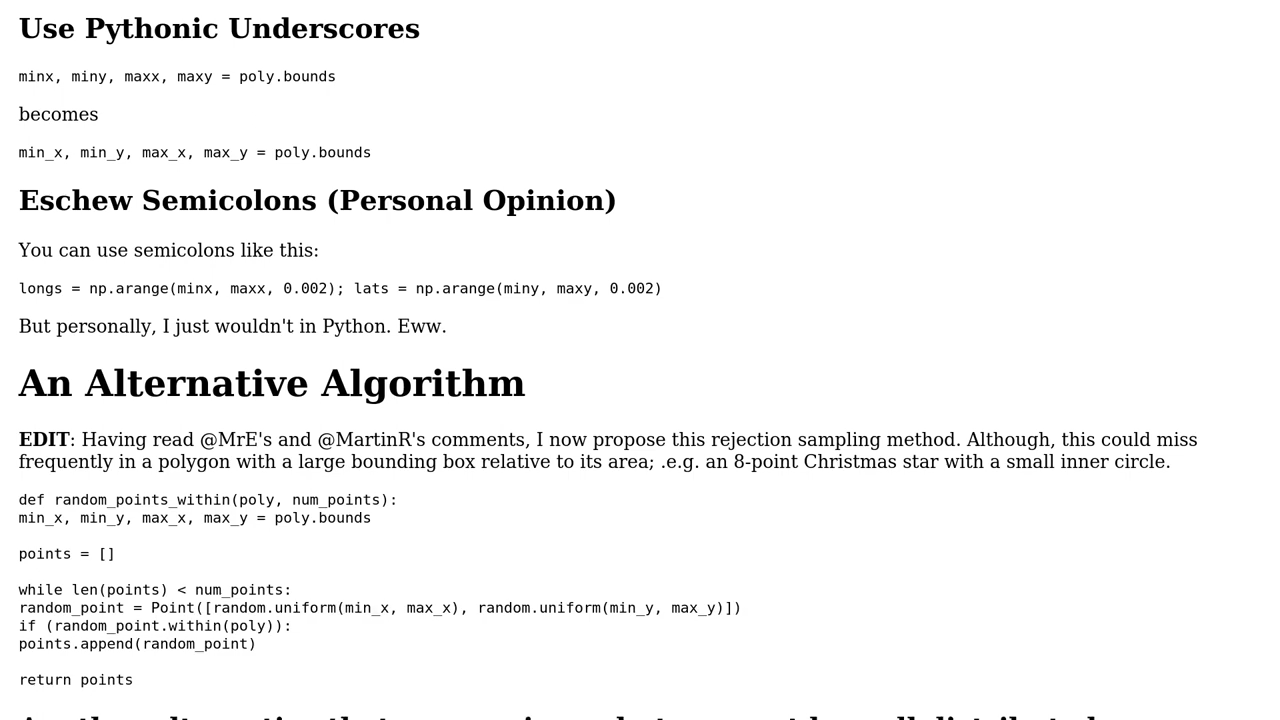 Use Pythonic Underscores
minx, miny, maxx, maxy = poly.bounds
becomes
min_x, min_y, max_x, max_y = poly.bounds
Eschew Semicolons (Personal Opinion)
You can use semicolons like this:
longs = np.arange(minx, maxx, 0.002); lats = np.arange(miny, maxy, 0.002)
But personally, I just wouldn't in Python. Eww.
An Alternative Algorithm
EDIT: Having read @MrE's and @MartinR's comments, I now propose this rejection sampling method. Although, this could miss
frequently in a polygon with a large bounding box relative to its area; .e.g. an 8-point Christmas star with a small inner circle.
def random_points_within(poly, num_points):
min_x, min_y, max_x, max_y = poly.bounds
points = []
while len(points) < num_points:
random_point = Point([random.uniform(min_x, max_x), random.uniform(min_y, max_y)])
if (random_point.within(poly)):
points.append(random_point)
return points